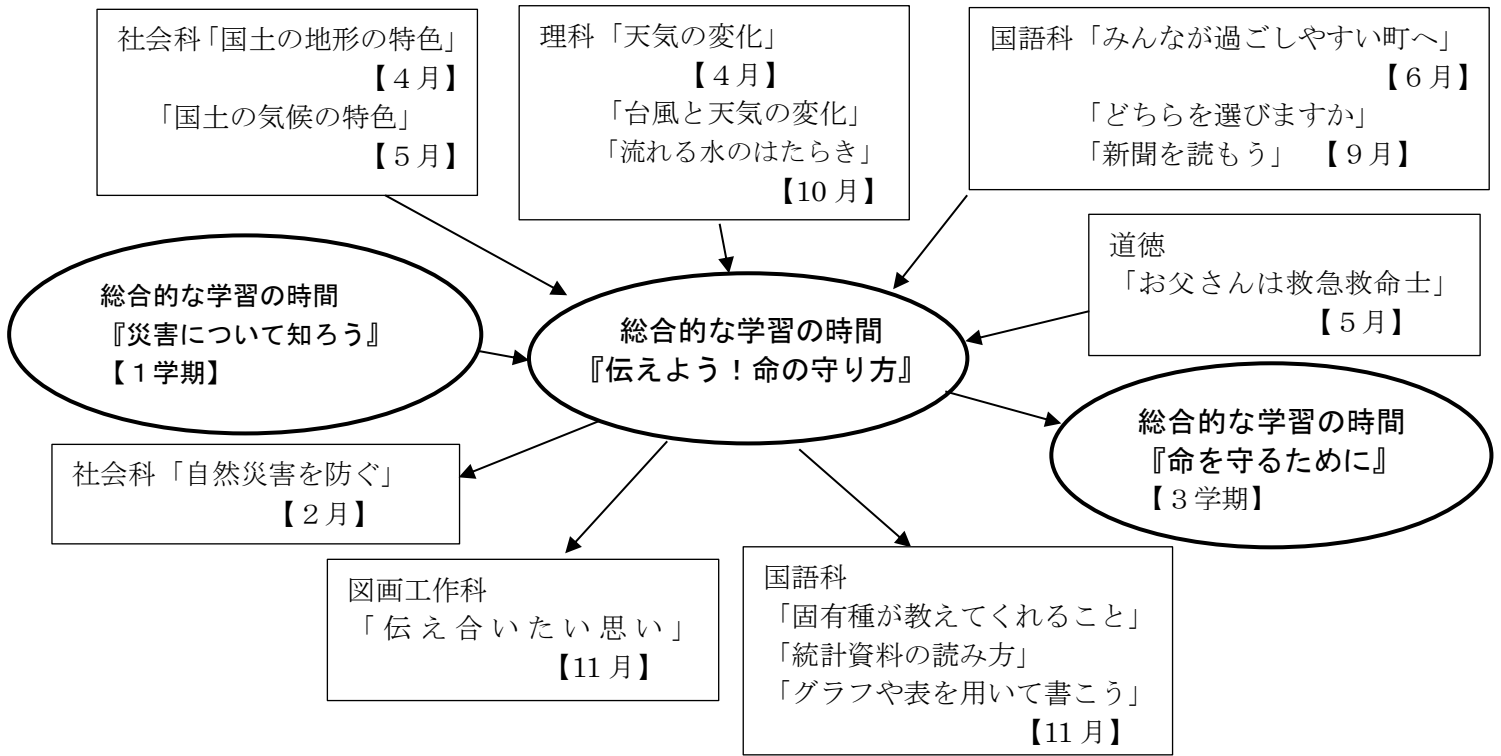 社会科「国土の地形の特色」
【4月】
「国土の気候の特色」
【5月】
理科「天気の変化」
【4月】
「台風と天気の変化」
「流れる水のはたらき」
【10月】
国語科「みんなが過ごしやすい町へ」
【6月】
「どちらを選びますか」
「新聞を読もう」 【9月】
道徳
「お父さんは救急救命士」
【5月】
総合的な学習の時間
『災害について知ろう』
【1学期】
総合的な学習の時間
『伝えよう！命の守り方』
総合的な学習の時間
『命を守るために』
【3学期】
社会科「自然災害を防ぐ」
【2月】
図画工作科
「伝え合いたい思い」
【11月】
国語科
「固有種が教えてくれること」
「統計資料の読み方」
「グラフや表を用いて書こう」
【11月】